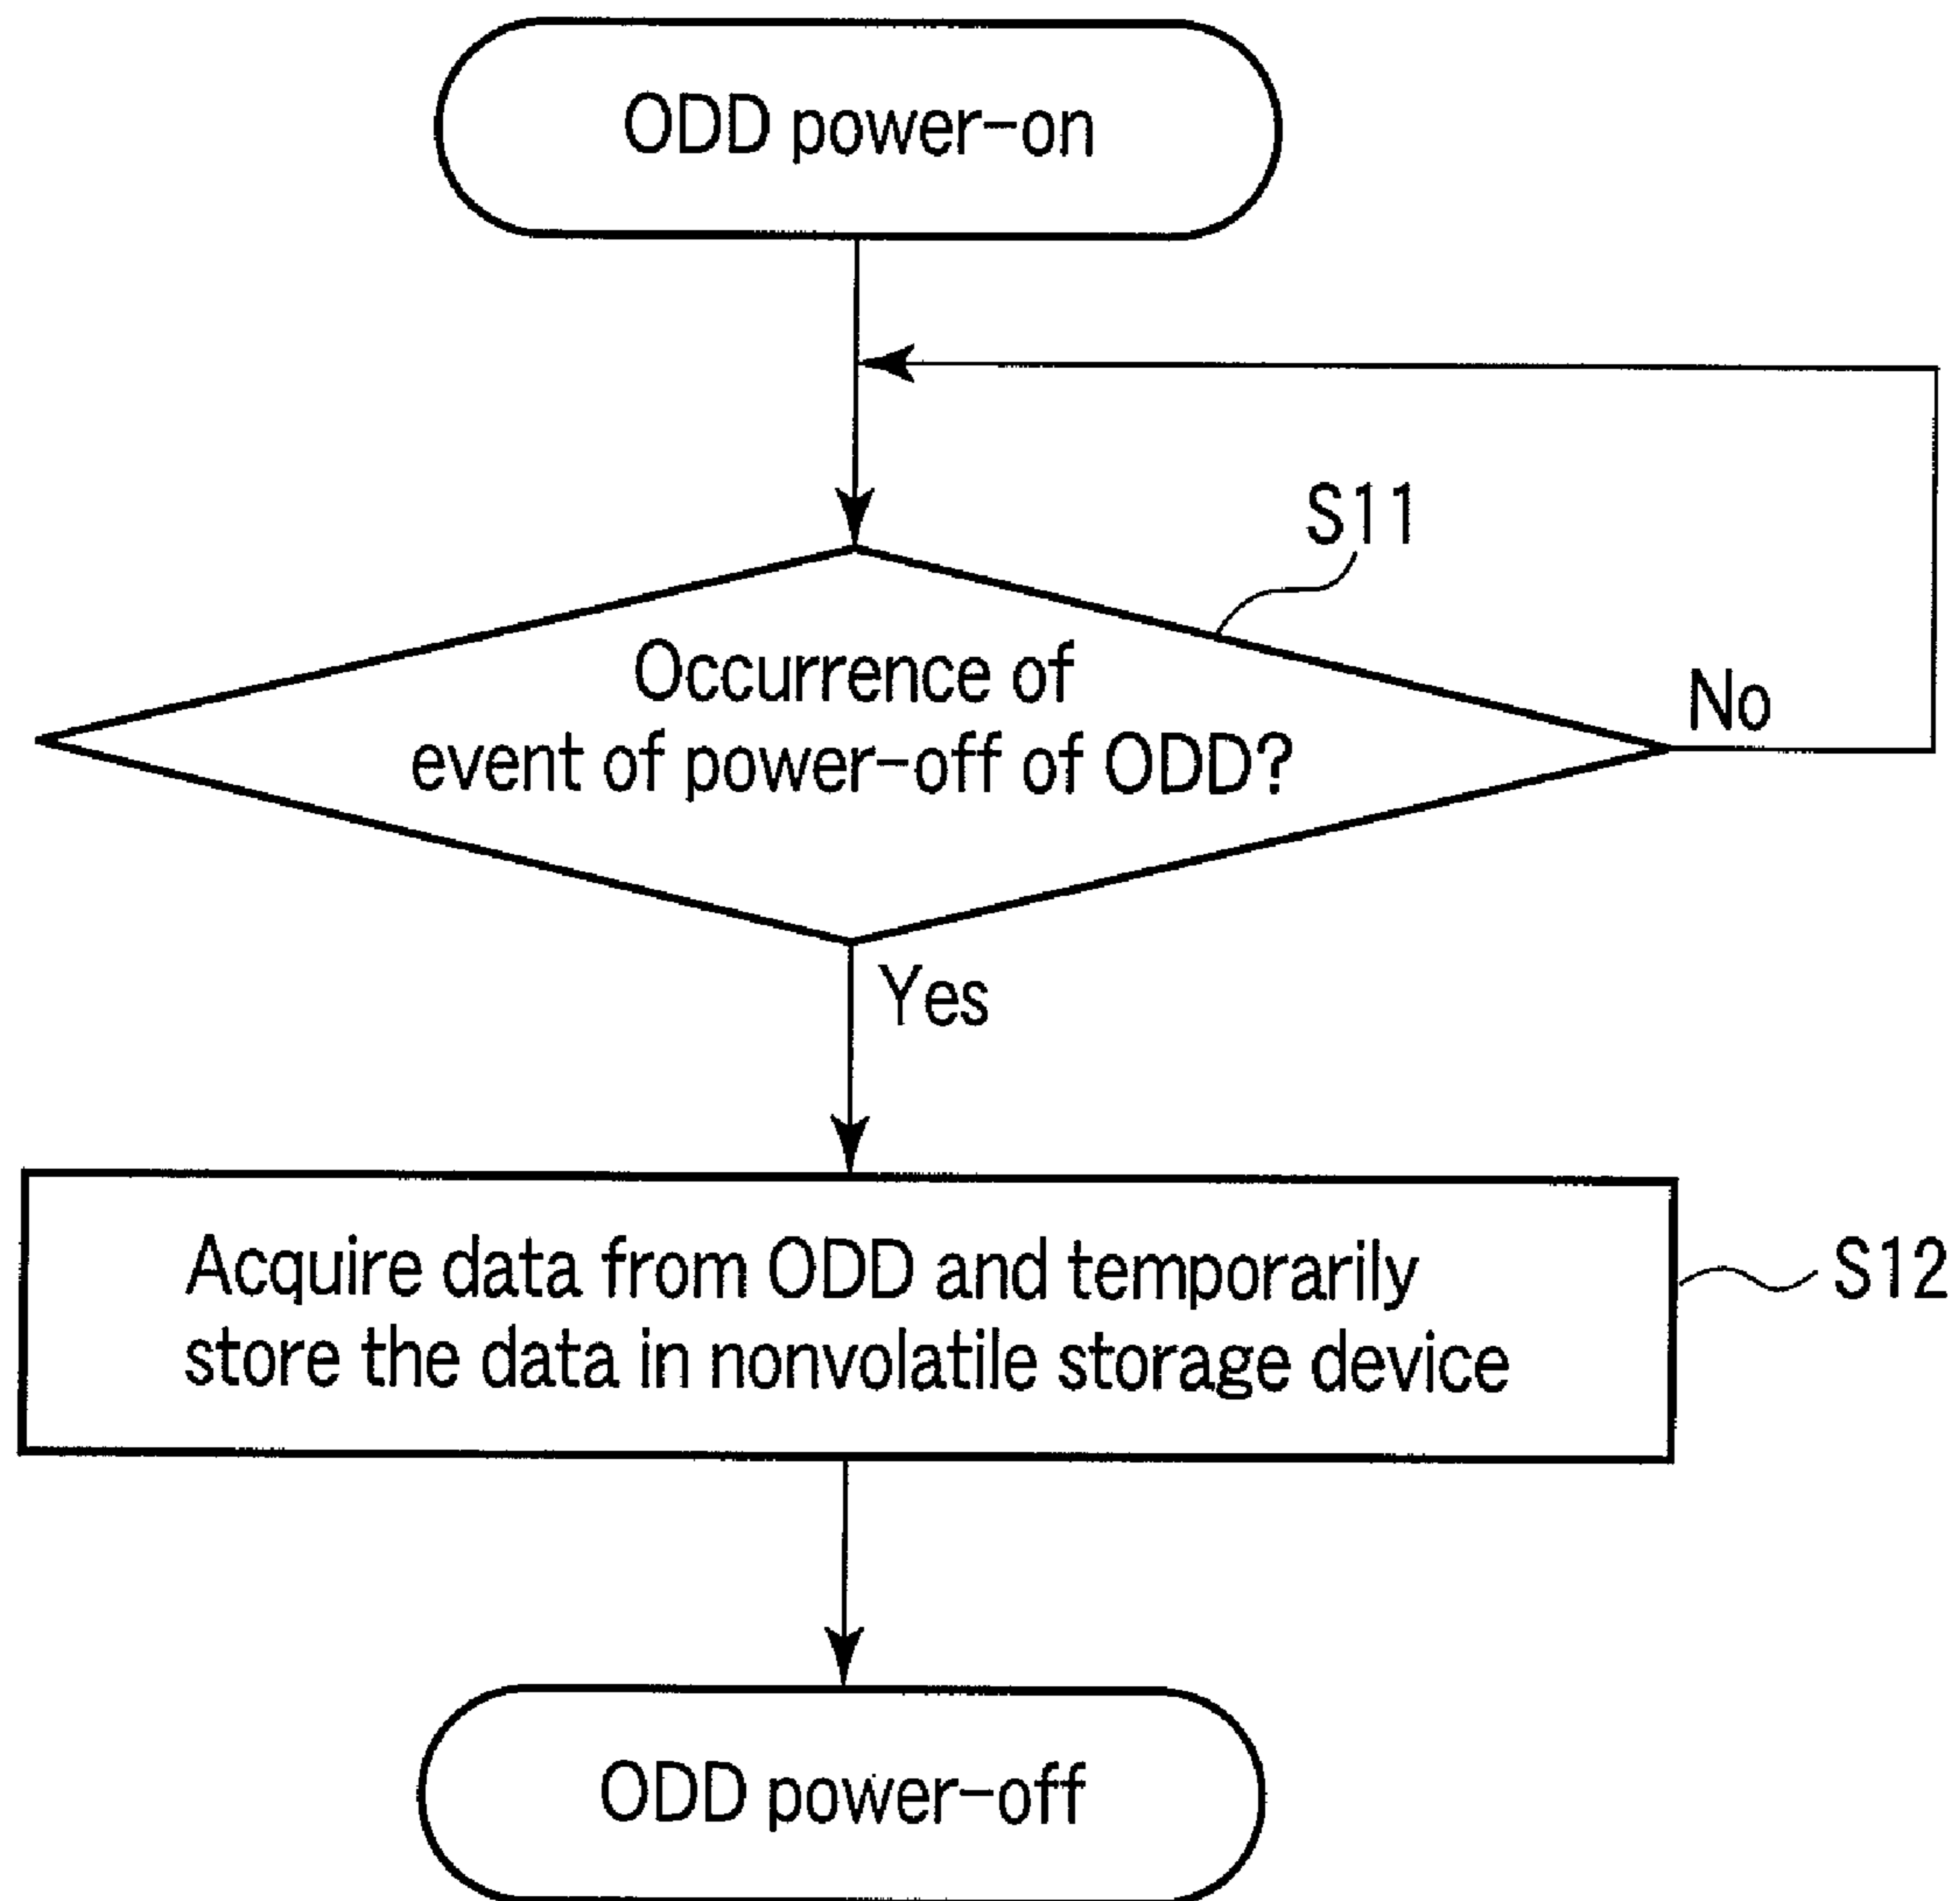 ODD power-on
S11
Occurrence of
event of power-off of ODD?
No
Yes
Acquire data from ODD and temporarily
store the data in nonvolatile storage device
S12
ODD power-off